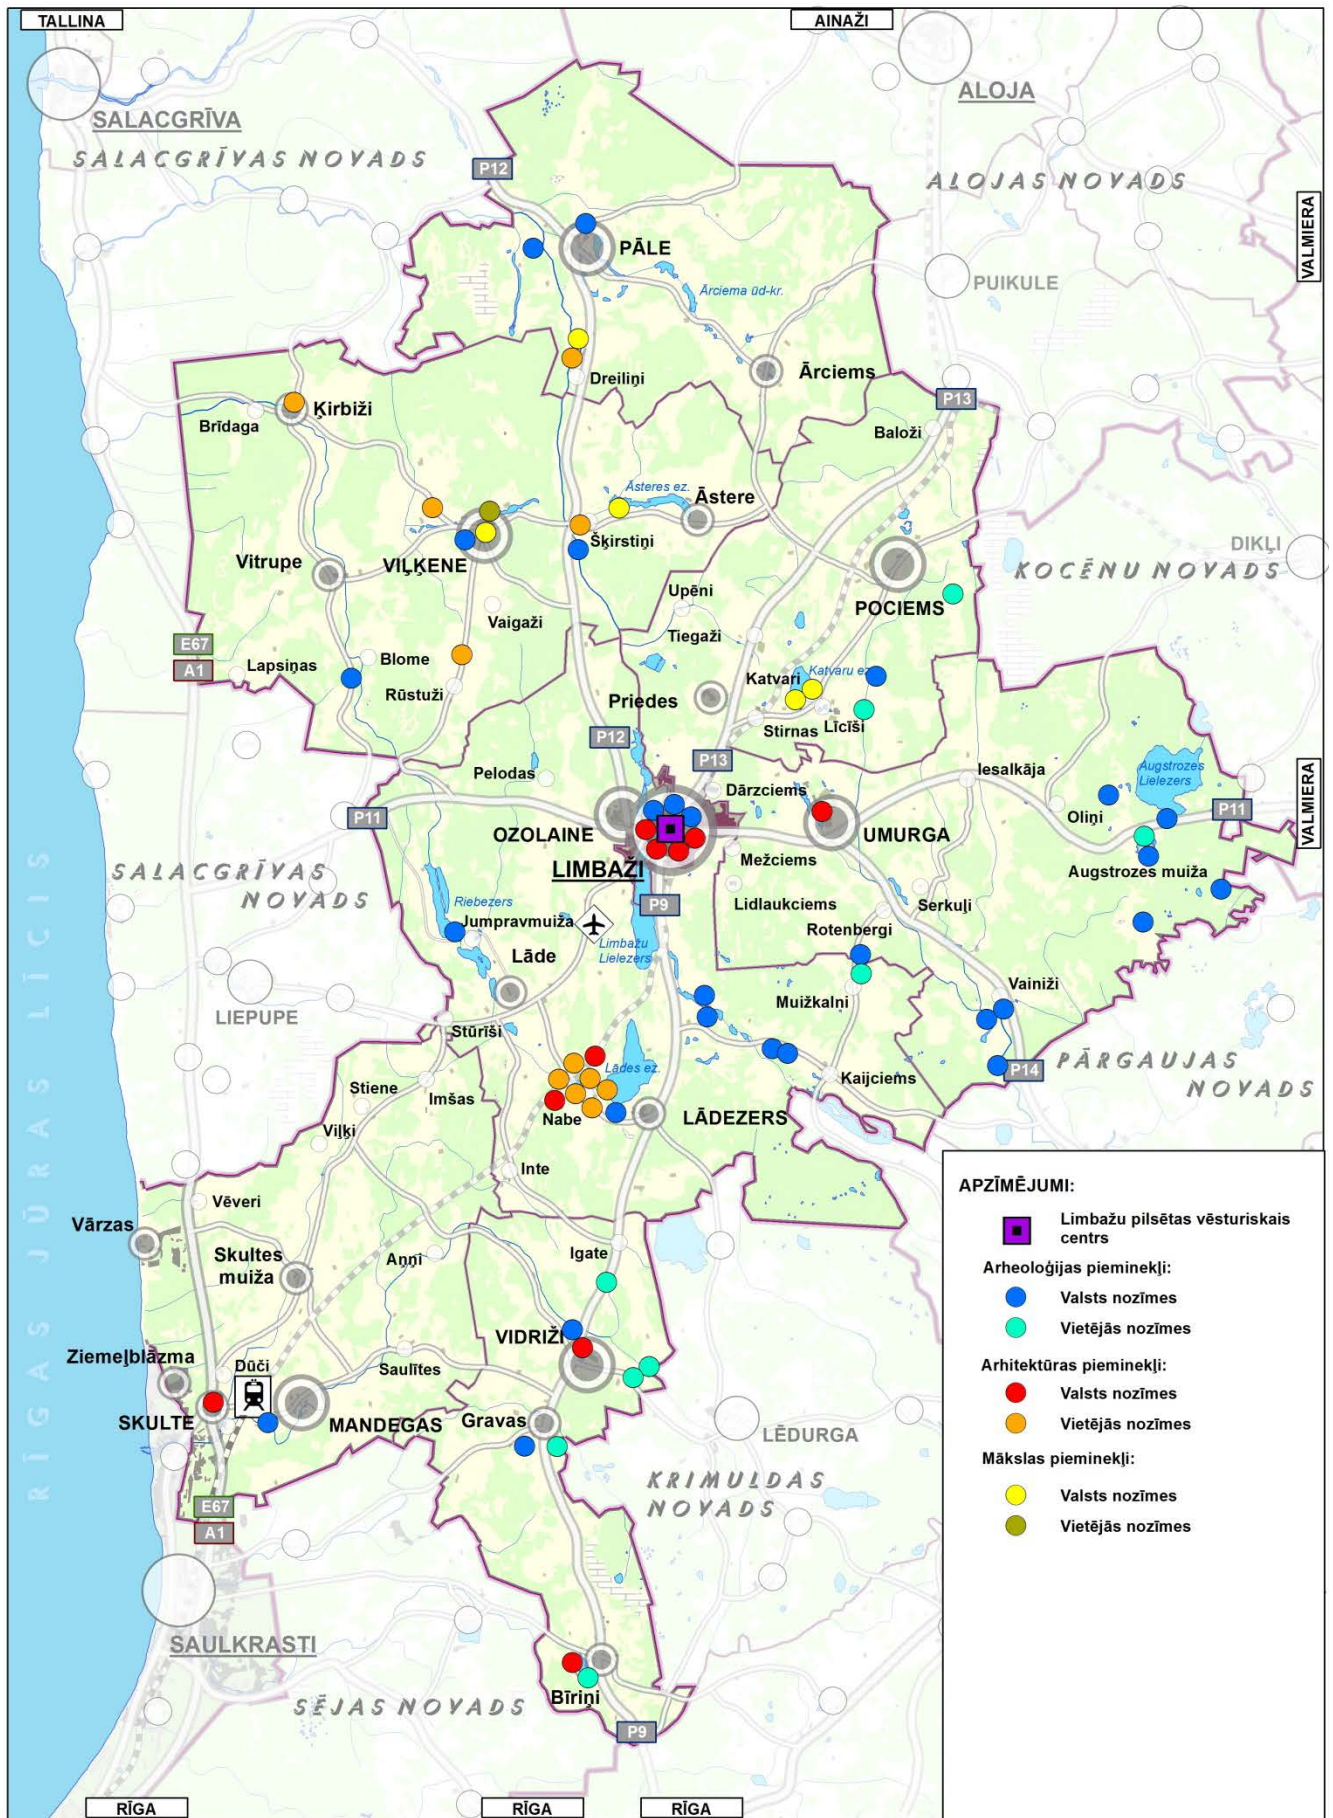 TALLINA
AINAŽI
SALACGRĪVA
ALOJA
SALACGRĪVAS NOVADS
P12
ALOJAS NOVADS
VALMIERA
PĀLE
PUIKULE
Ārciema ūd-kr.
Dreiliņi
Ārciems
P13
Ķirbiži
Brīdaga
Baloži
Āsteres ez.
Āstere
Šķirstiņi
DIKĻI
VIĻĶENE
Vitrupe
KOCĒNU NOVADS
Upēni
POCIEMS
Vaigaži
Tiegaži
E67
A1
Lapsiņas
Blome
Katvari
Katvaru ez.
Rūstuži
Priedes
Līcīši
Stirnas
P12
P13
Pelodas
Iesalkāja
Augstrozes
Lielezers
Dārzciems
Oliņi
P11
P11
VALMIERA
OZOLAINE
UMURGA
LIMBAŽI
Mežciems
Augstrozes muiža
SALACGRĪVAS
NOVADS
Riebezers
Lidlaukciems
Serkuļi
P9
Jumpravmuiža
Rotenbergi
Limbažu
Lielezers
Lāde
LIEPUPE
Muižkalni
Vainiži
Stūrīši
PĀRGAUJAS
NOVADS
Lādes ez.
P14
Kaijciems
Stiene
Imšas
Nabe
LĀDEZERS
Viļķi
Inte
Vēveri
Vārzas
Igate
Skultes
muiža
Aņņi
VIDRIŽI
Ziemeļblāzma
Dūči
Saulītes
SKULTE
MANDEGAS
Gravas
LĒDURGA
KRIMULDAS
NOVADS
E67
A1
SAULKRASTI
SĒJAS NOVADS
Bīriņi
P9
RĪGA
RĪGA
RĪGA
RĪGAS JŪRAS LĪCIS
APZĪMĒJUMI:
Limbažu pilsētas vēsturiskais
centrs
Arheoloģijas pieminekļi:
Valsts nozīmes
Vietējās nozīmes
Arhitektūras pieminekļi:
Valsts nozīmes
Vietējās nozīmes
Mākslas pieminekļi:
Valsts nozīmes
Vietējās nozīmes